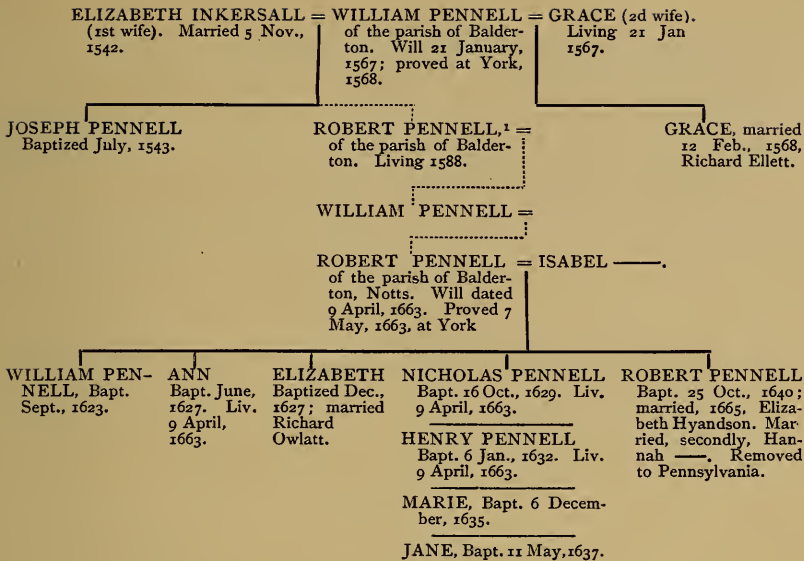 ELIZABETH INKERSALL = WILLIAM PENNELL = GRACE (2d wife).
(1st wife). Married 5 Nov., 1542.
of the parish of Balder-
ton. Will 21 January,
1567; proved at York,
1568.
Living 21 Jan
1567.
JOSEPH PENNELL
Baptized July, 1543.
ROBERT PENNELL,¹ =
of the parish of Balder-
ton. Living 1588.
GRACE, married
12 Feb., 1568,
Richard Ellett.
WILLIAM PENNELL =
ROBERT PENNELL = ISABEL ——.
of the parish of Balder-
ton, Notts. Will dated
9 April, 1663. Proved 7
May, 1663, at York
WILLIAM PEN-
NELL, Bapt.
Sept., 1623.
ANN
Bapt. June,
1627. Liv.
9 April,
1663.
ELIZABETH
Baptized Dec.,
1627; married
Richard
Owlatt.
NICHOLAS PENNELL
Bapt. 16 Oct., 1629. Liv.
9 April, 1663.
HENRY PENNELL
Bapt. 6 Jan., 1632. Liv.
9 April, 1663.
MARIE, Bapt. 6 Decem-
ber, 1635.
JANE, Bapt. 11 May, 1637.
ROBERT PENNELL
Bapt. 25 Oct., 1640;
married, 1665, Eliza-
beth Hyandson. Mar-
ried, secondly, Han-
nah ——. Removed
to Pennsylvania.